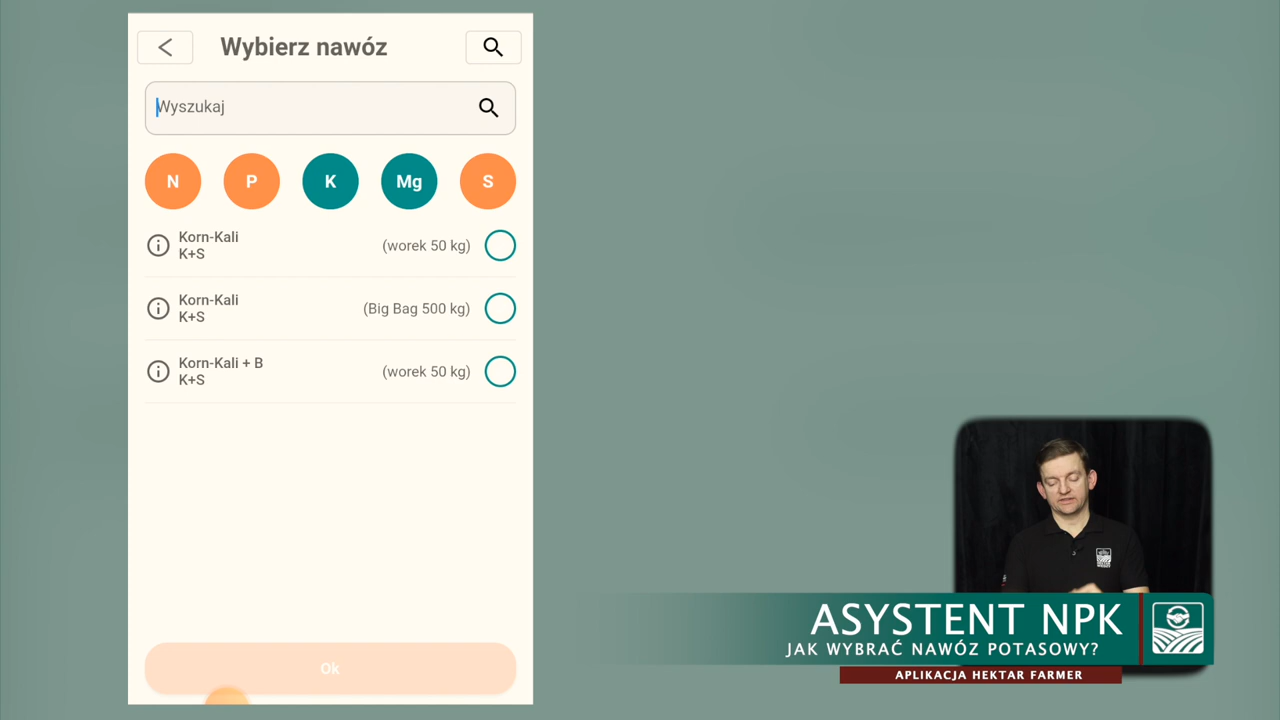 Wybierz nawóz
Wyszukaj
N P K Mg S
Korn-Kali
K+S
(worek 50 kg)
Korn-Kali
K+S
(Big Bag 500 kg)
Korn-Kali + B
K+S
(worek 50 kg)
Ok
ASYSTENT NPK
JAK WYBRAĆ NAWÓZ POTASOWY?
APLIKACJA HEKTAR FARMER